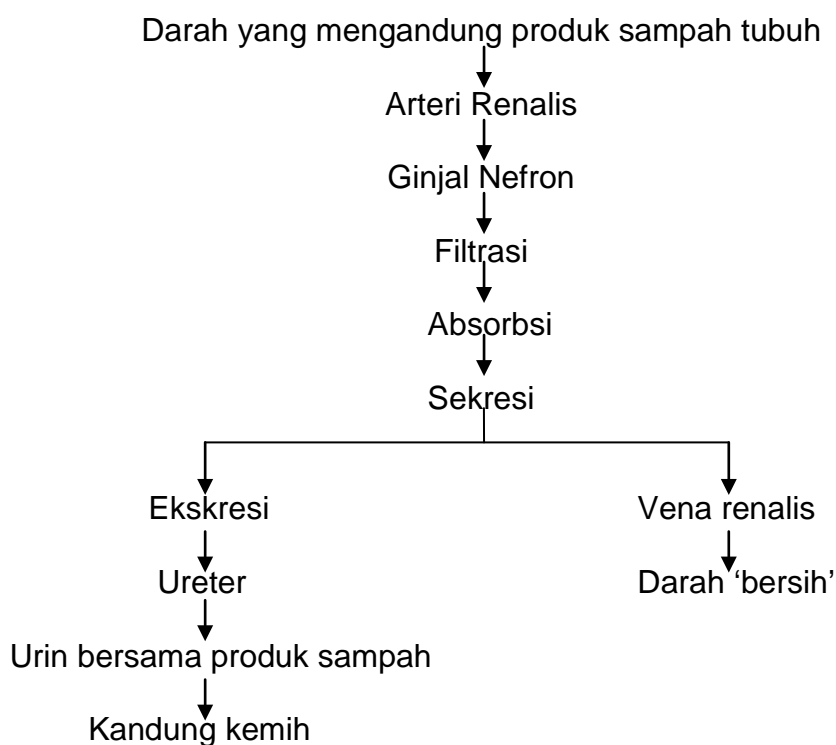 Darah yang mengandung produk sampah tubuh
Arteri Renalis
Ginjal Nefron
Filtrasi
Absorbsi
Sekresi
Ekskresi
Vena renalis
Ureter
Darah ‘bersih’
Urin bersama produk sampah
Kandung kemih